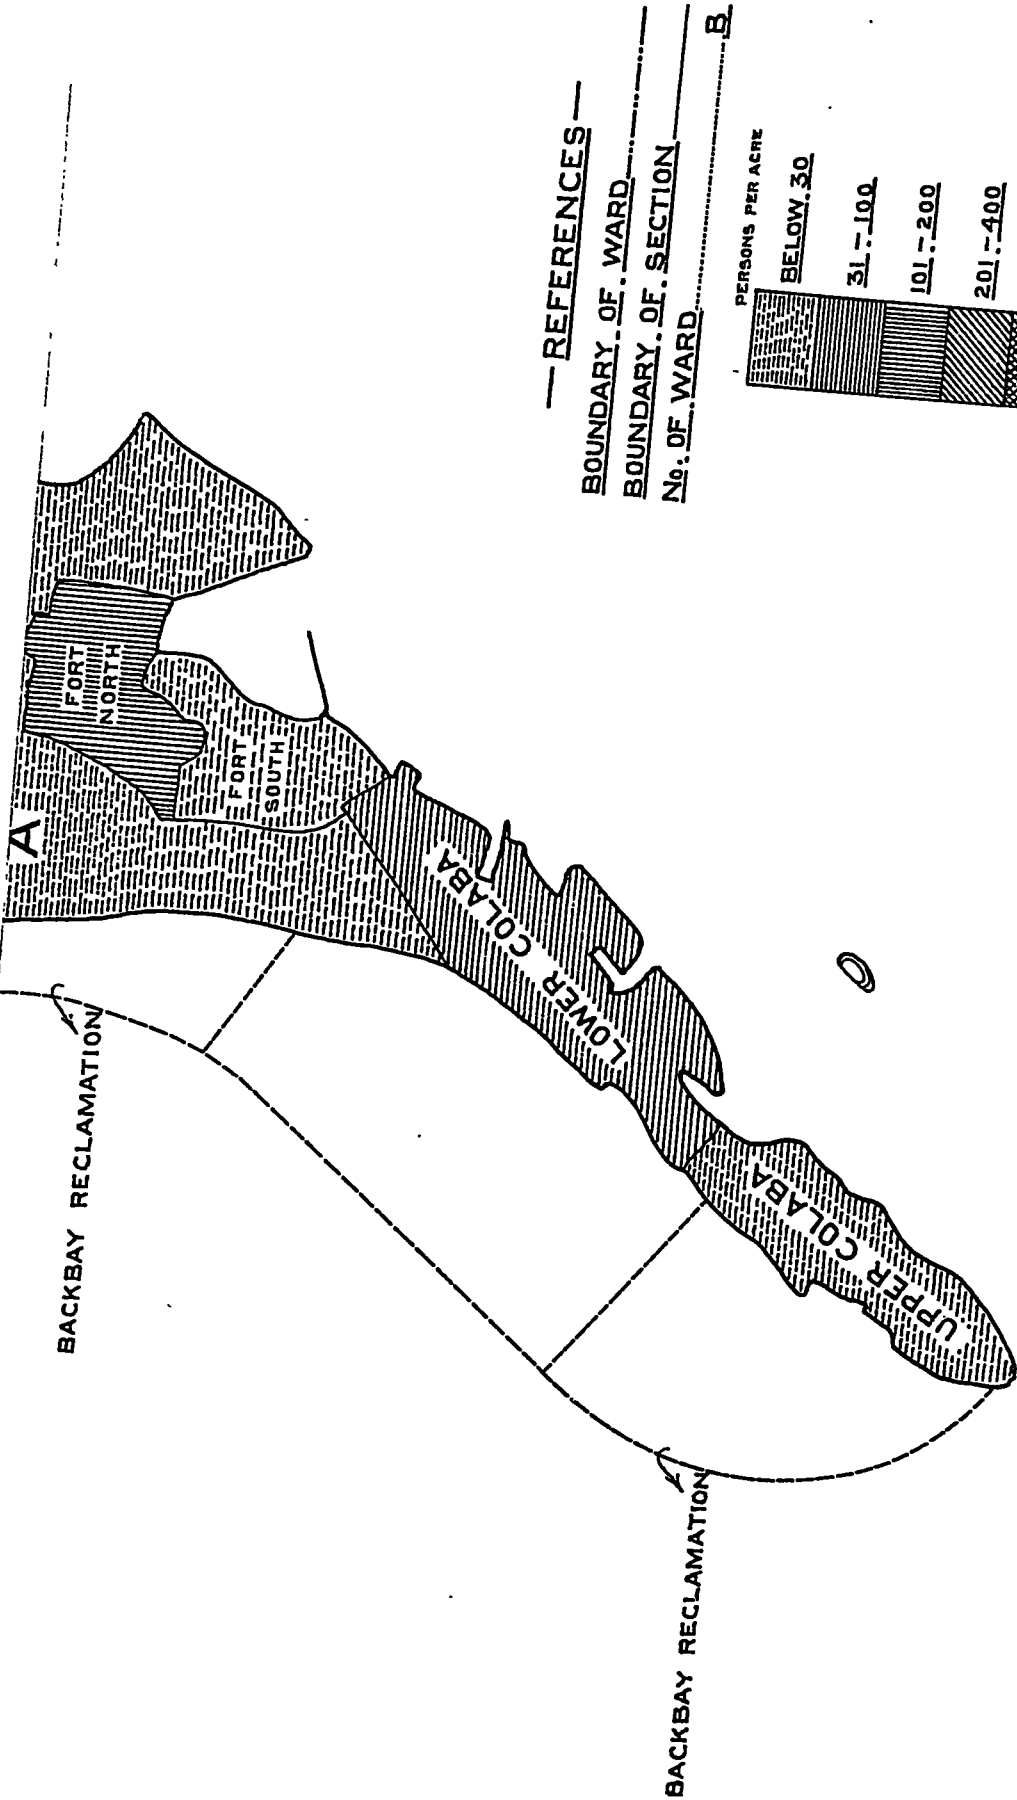 A
FORT
NORTH
FORT
SOUTH
LOWER COLABA
UPPER COLABA
BACKBAY RECLAMATION
BACKBAY RECLAMATION
REFERENCES
BOUNDARY. OF. WARD
BOUNDARY. OF. SECTION
No. OF. WARD B
PERSONS PER ACRE
BELOW. 30
31.-100
101.-200
201.-400